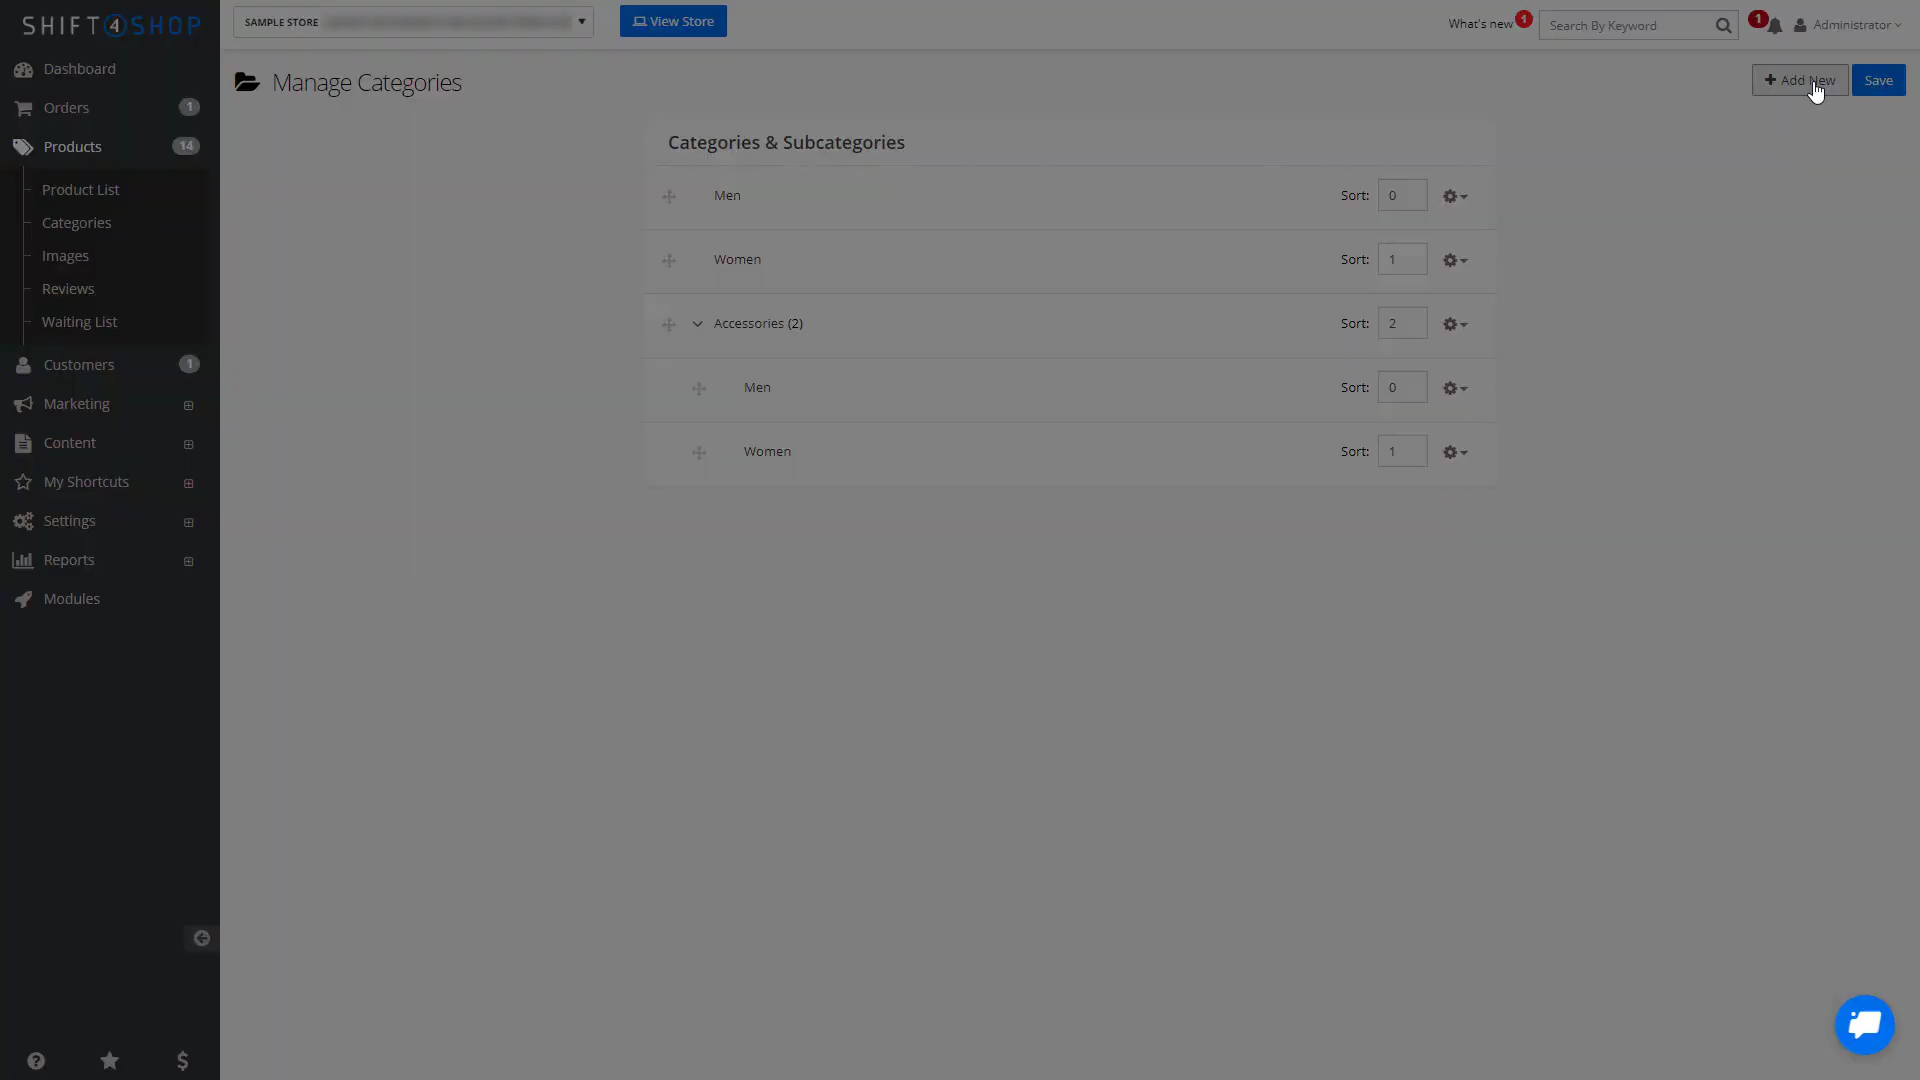 SHIFT4SHOP
SAMPLE STORE
View Store
What's new 1
Search By Keyword
1
Administrator
Dashboard
Orders 1
Products 14
Product List
Categories
Images
Reviews
Waiting List
Customers 1
Marketing
Content
My Shortcuts
Settings
Reports
Modules
Manage Categories
+ Add New
Save
Categories & Subcategories
Men Sort: 0
Women Sort: 1
Accessories (2) Sort: 2
Men Sort: 0
Women Sort: 1